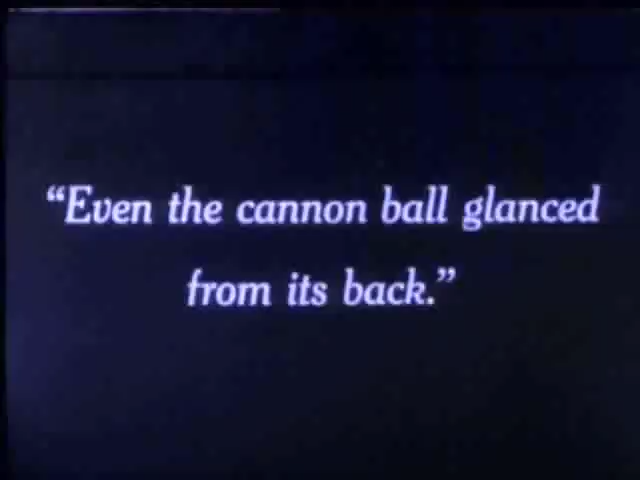 “Even the cannon ball glanced
from its back.”